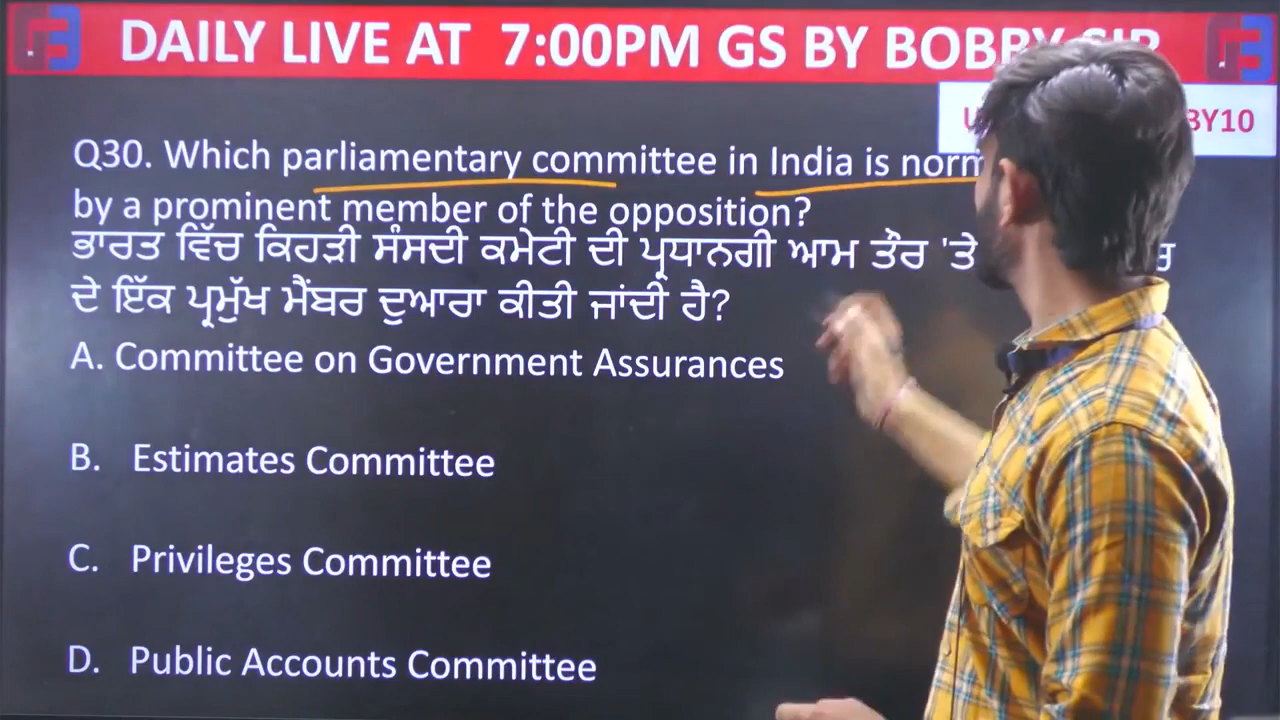 DAILY LIVE AT 7:00PM GS BY BOBBY SIR
BY10
Q30. Which parliamentary committee in India is
by a prominent member of the opposition?
ਭਾਰਤ ਵਿੱਚ ਕਿਹੜੀ ਸੰਸਦੀ ਕਮੇਟੀ ਦੀ ਪ੍ਰਧਾਨਗੀ ਆਮ ਤੌਰ 'ਤੇ
ਦੇ ਇੱਕ ਪ੍ਰਮੁੱਖ ਮੈਂਬਰ ਦੁਆਰਾ ਕੀਤੀ ਜਾਂਦੀ ਹੈ?
A. Committee on Government Assurances
B. Estimates Committee
C. Privileges Committee
D. Public Accounts Committee